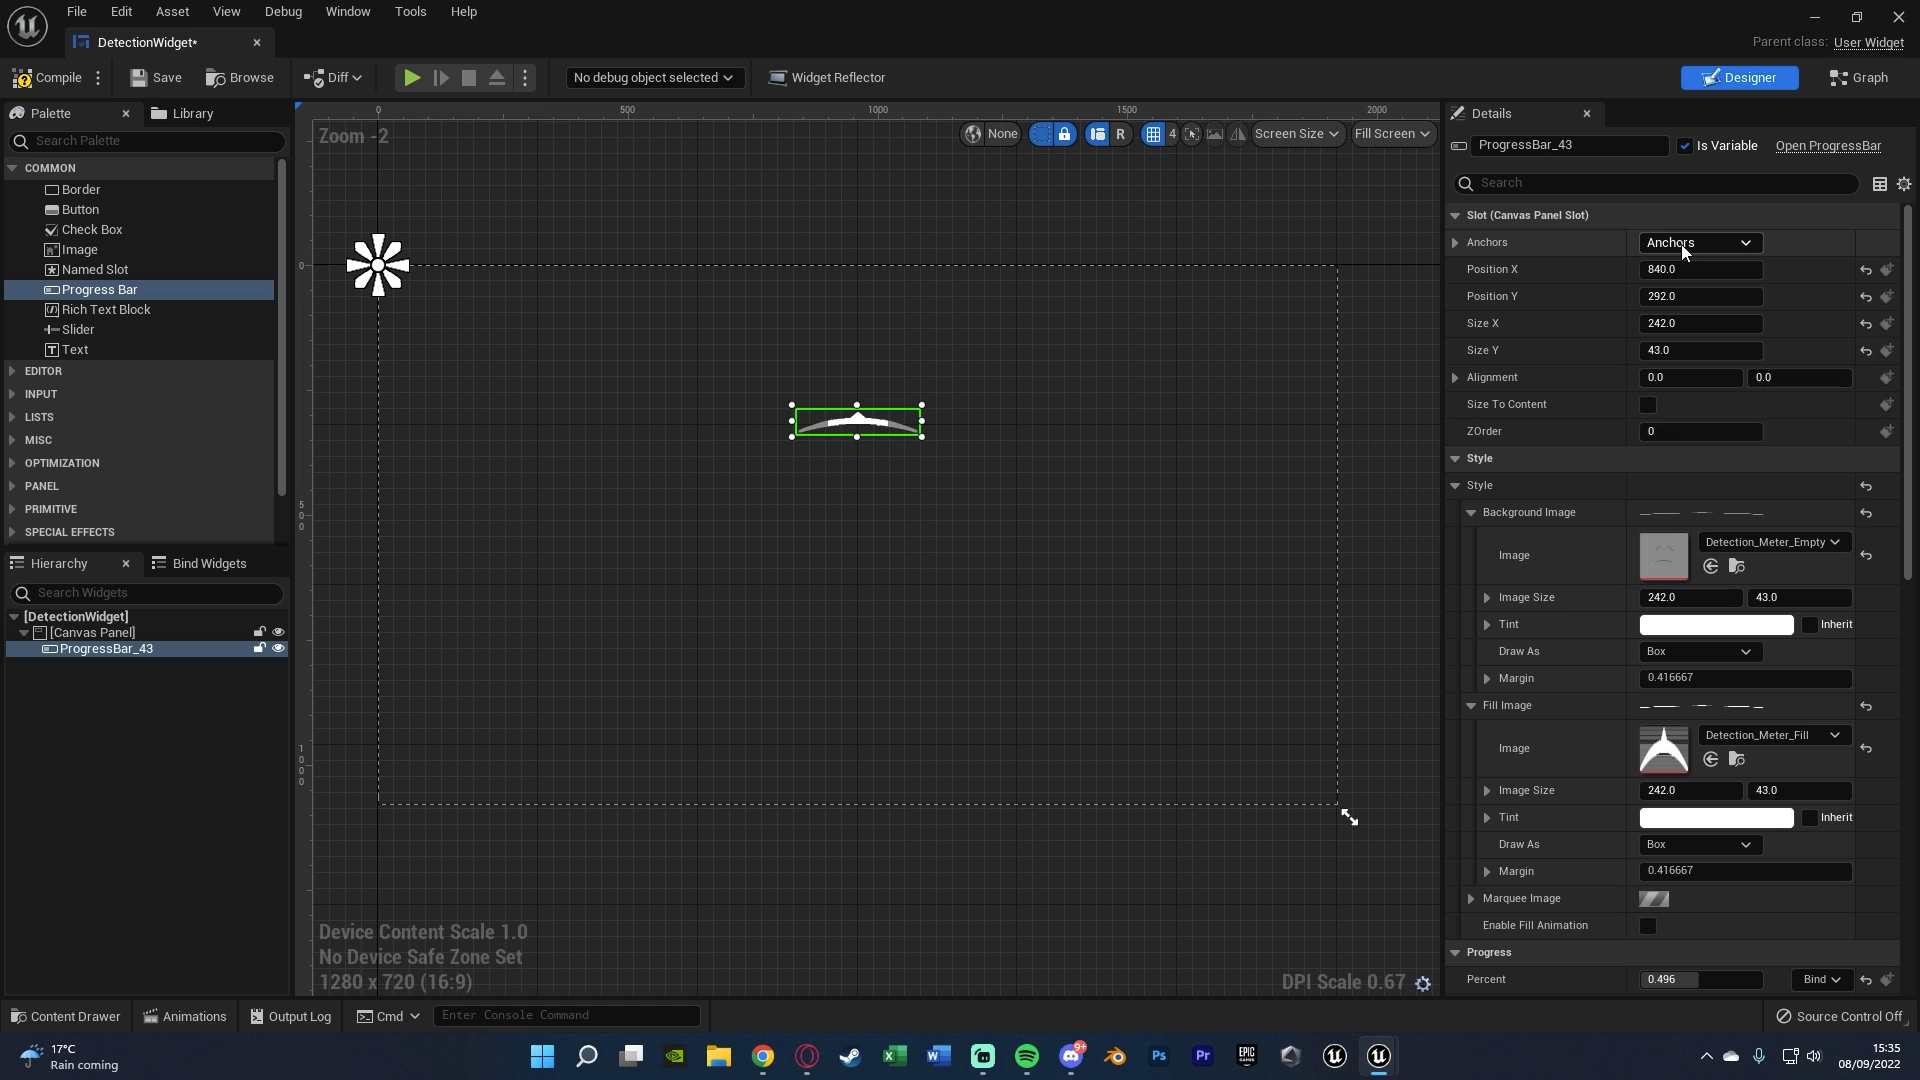 File Edit Asset View Debug Window Tools Help
DetectionWidget*
Parent class: User Widget
Compile Save Browse Diff No debug object selected Widget Reflector Designer Graph
Palette Library
Search Palette
COMMON
Border
Button
Check Box
Image
Named Slot
Progress Bar
Rich Text Block
Slider
Text
EDITOR
INPUT
LISTS
MISC
OPTIMIZATION
PANEL
PRIMITIVE
SPECIAL EFFECTS
Hierarchy Bind Widgets
Search Widgets
[DetectionWidget]
[Canvas Panel]
ProgressBar_43
0 500 1000 1500 2000
Zoom -2
None R 4 Screen Size Fill Screen
0
500
1000
Device Content Scale 1.0
No Device Safe Zone Set
1280 x 720 (16:9)
DPI Scale 0.67
Details
ProgressBar_43 Is Variable Open ProgressBar
Search
Slot (Canvas Panel Slot)
Anchors Anchors
Position X 840.0
Position Y 292.0
Size X 242.0
Size Y 43.0
Alignment 0.0 0.0
Size To Content
ZOrder 0
Style
Style
Background Image
Image Detection_Meter_Empty
Image Size 242.0 43.0
Tint Inherit
Draw As Box
Margin 0.416667
Fill Image
Image Detection_Meter_Fill
Image Size 242.0 43.0
Tint Inherit
Draw As Box
Margin 0.416667
Marquee Image
Enable Fill Animation
Progress
Percent 0.496 Bind
Content Drawer Animations Output Log Cmd Enter Console Command Source Control Off
17°C
Rain coming
X W 9+ Ps Pr EPIC GAMES
15:35
08/09/2022